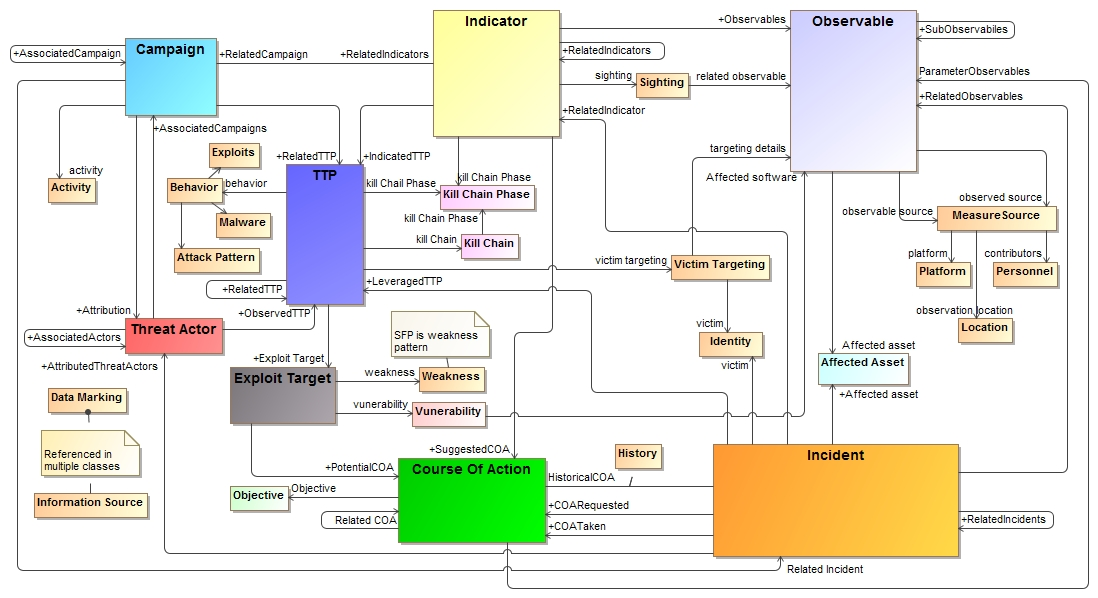 Indicator
Observable
+Observables
Campaign
+AssociatedCampaign
+RelatedCampaign
+RelatedIndicators
+RelatedIndicators
+SubObservabiles
sighting
Sighting
related observable
ParameterObservables
+RelatedObservables
+RelatedIndicator
+AssociatedCampaigns
Exploits
+RelatedTTP
+IndicatedTTP
targeting details
activity
Activity
Behavior
behavior
TTP
kill Chail Phase
kill Chain Phase
Kill Chain Phase
Affected software
observed source
Malware
kill Chain Phase
observable source
MeasureSource
kill Chain
Kill Chain
Attack Pattern
platform
contributors
victim targeting
Victim Targeting
Platform
Personnel
+RelatedTTP
+LeveragedTTP
+Attribution
+ObservedTTP
observation location
Location
Threat Actor
SFP is weakness
pattern
victim
Identity
+AssociatedActors
+AttributedThreatActors
+Exploit Target
Affected asset
Affected Asset
victim
Exploit Target
weakness
Weakness
+Affected asset
Data Marking
vunerability
Vunerability
Referenced in
multiple classes
+SuggestedCOA
History
Incident
+PotentialCOA
Course Of Action
HistoricalCOA
Information Source
Objective
Objective
+COARequested
Related COA
+COATaken
+RelatedIncidents
Related Incident